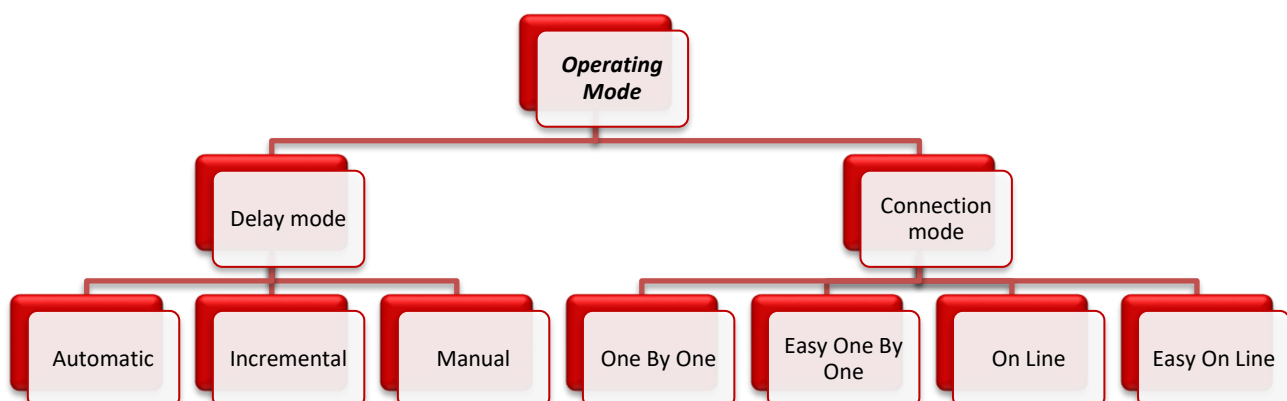 Operating
Mode
Delay mode
Connection
mode
Automatic
Incremental
Manual
One By One
Easy One By
One
On Line
Easy On Line